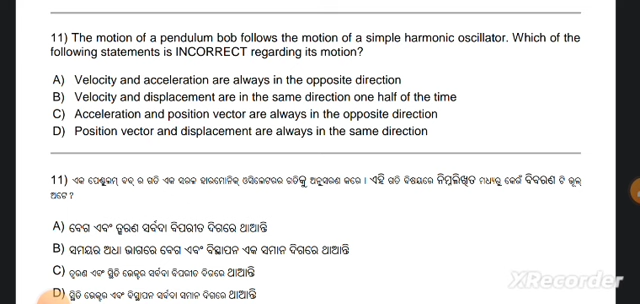 11) The motion of a pendulum bob follows the motion of a simple harmonic oscillator. Which of the
following statements is INCORRECT regarding its motion?
A) Velocity and acceleration are always in the opposite direction
B) Velocity and displacement are in the same direction one half of the time
C) Acceleration and position vector are always in the opposite direction
D) Position vector and displacement are always in the same direction
11) ଏକ ପେଣ୍ଡୁଲମ୍ ବବ୍ ର ଗତି ଏକ ସରଳ ହାରମୋନିକ୍ ଓସିଲେଟରର ଗତିକୁ ଅନୁସରଣ କରେ । ଏହି ଗତି ବିଷୟରେ ନିମ୍ନଲିଖିତ ମଧ୍ୟରୁ କେଉଁ ବିବରଣ ଟି ଭୁଲ୍
ଅଟେ ?
A) ବେଗ ଏବଂ ତ୍ଵରଣ ସର୍ବଦା ବିପରୀତ ଦିଗରେ ଥାଆନ୍ତି
B) ସମୟର ଅଧା ଭାଗରେ ବେଗ ଏବଂ ବିସ୍ଥାପନ ଏକ ସମାନ ଦିଗରେ ଥାଆନ୍ତି
C) ତ୍ଵରଣ ଏବଂ ସ୍ଥିତି ଭେକ୍ଟର ସର୍ବଦା ବିପରୀତ ଦିଗରେ ଥାଆନ୍ତି
D) ସ୍ଥିତି ଭେକ୍ଟର ଏବଂ ବିସ୍ଥାପନ ସର୍ବଦା ସମାନ ଦିଗରେ ଥାଆନ୍ତି
XRecorder